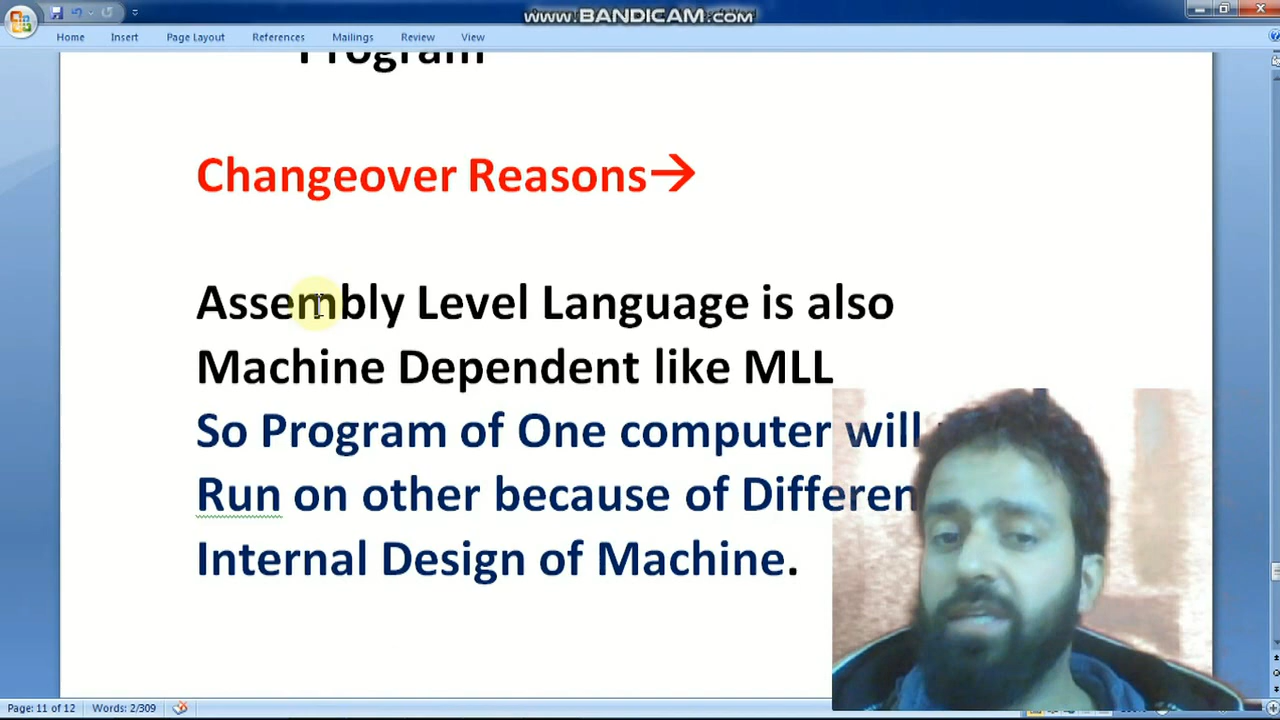 WWW.BANDICAM.COM
Home Insert Page Layout References Mailings Review View
Program
Changeover Reasons→
Assembly Level Language is also
Machine Dependent like MLL
So Program of One computer will
Run on other because of Differen
Internal Design of Machine.
Page: 11 of 12 Words: 2/309